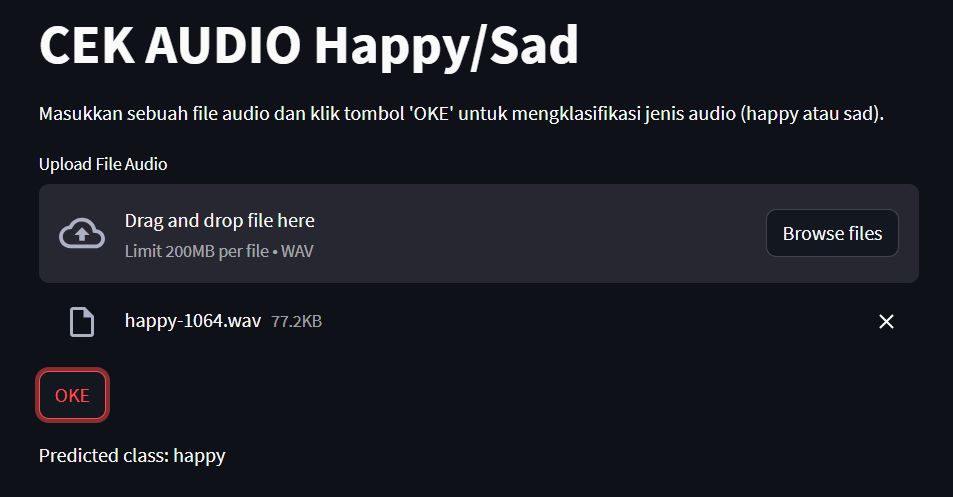 CEK AUDIO Happy/Sad
Masukkan sebuah file audio dan klik tombol 'OKE' untuk mengklasifikasi jenis audio (happy atau sad).
Upload File Audio
Drag and drop file here
Limit 200MB per file • WAV
Browse files
happy-1064.wav 77.2KB
OKE
Predicted class: happy